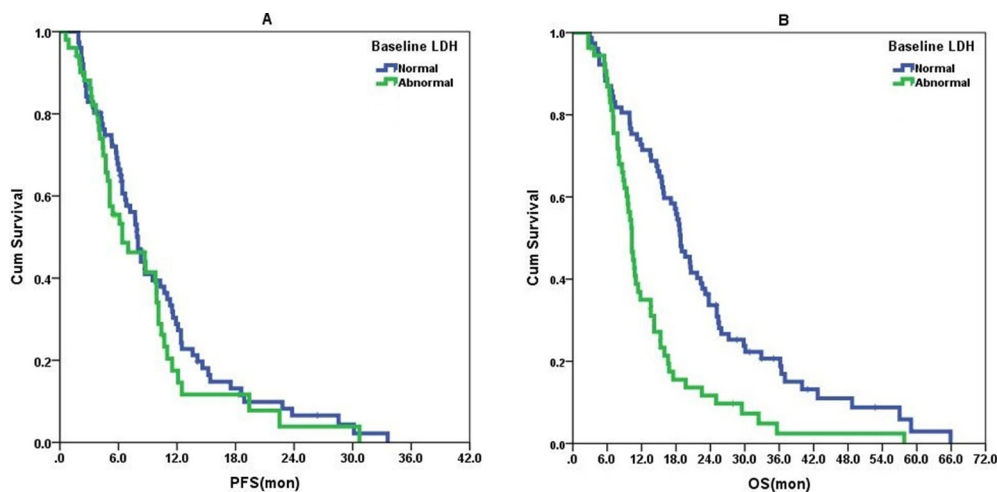 A
Baseline LDH
Normal
Abnormal
Cum Survival
1.0
0.8
0.6
0.4
0.2
0.0
.0 6.0 12.0 18.0 24.0 30.0 36.0 42.0
PFS(mon)
B
Baseline LDH
Normal
Abnormal
Cum Survival
1.0
0.8
0.6
0.4
0.2
0.0
.0 6.0 12.0 18.0 24.0 30.0 36.0 42.0 48.0 54.0 60.0 66.0 72.0
OS(mon)